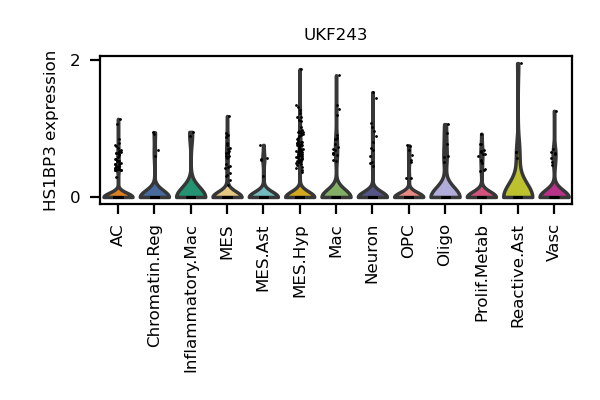 UKF243
HS1BP3 expression
2
0
AC
Chromatin.Reg
Inflammatory.Mac
MES
MES.Ast
MES.Hyp
Mac
Neuron
OPC
Oligo
Prolif.Metab
Reactive.Ast
Vasc